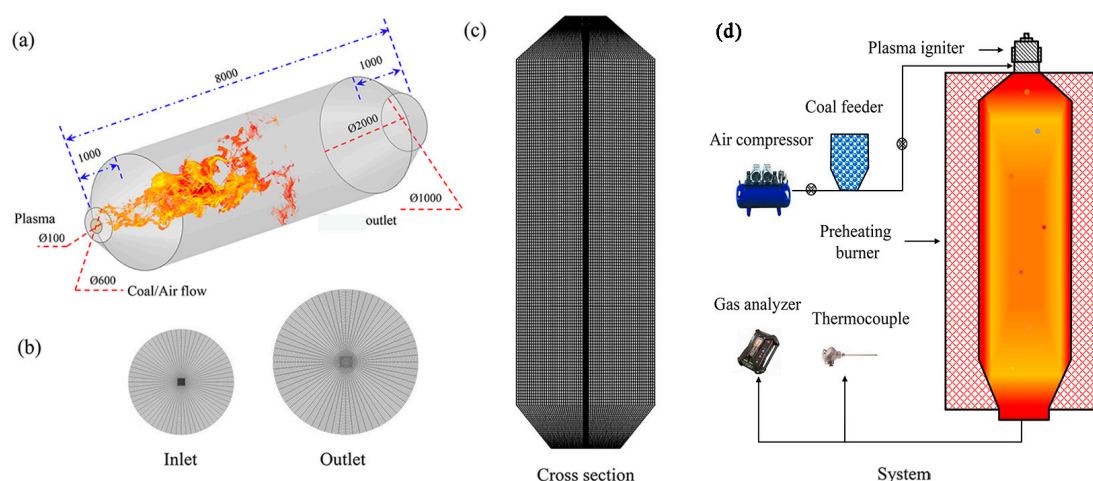 (a)
8000
1000
1000
Ø2000
Ø1000
outlet
Plasma
Ø100
Ø600
Coal/Air flow
(b)
Inlet
Outlet
(c)
Cross section
(d)
Plasma igniter
Coal feeder
Air compressor
Preheating
burner
Gas analyzer
Thermocouple
System